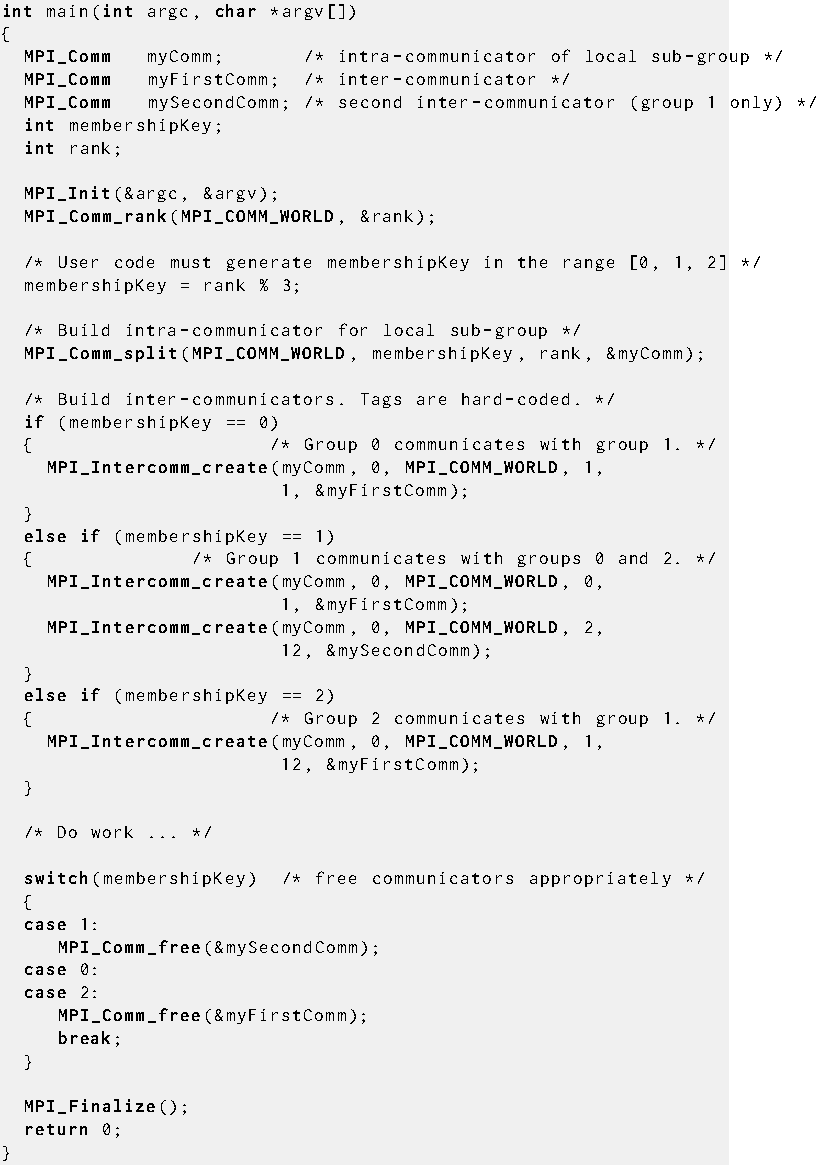 int main(int argc, char *argv[])
{
  MPI_Comm   myComm;       /* intra-communicator of local sub-group */
  MPI_Comm   myFirstComm;  /* inter-communicator */
  MPI_Comm   mySecondComm; /* second inter-communicator (group 1 only) */
  int membershipKey;
  int rank;

  MPI_Init(&argc, &argv);
  MPI_Comm_rank(MPI_COMM_WORLD, &rank);

  /* User code must generate membershipKey in the range [0, 1, 2] */
  membershipKey = rank % 3;

  /* Build intra-communicator for local sub-group */
  MPI_Comm_split(MPI_COMM_WORLD, membershipKey, rank, &myComm);

  /* Build inter-communicators. Tags are hard-coded. */
  if (membershipKey == 0)
  {                     /* Group 0 communicates with group 1. */
    MPI_Intercomm_create(myComm, 0, MPI_COMM_WORLD, 1,
                         1, &myFirstComm);
  }
  else if (membershipKey == 1)
  {              /* Group 1 communicates with groups 0 and 2. */
    MPI_Intercomm_create(myComm, 0, MPI_COMM_WORLD, 0,
                         1, &myFirstComm);
    MPI_Intercomm_create(myComm, 0, MPI_COMM_WORLD, 2,
                         12, &mySecondComm);
  }
  else if (membershipKey == 2)
  {                     /* Group 2 communicates with group 1. */
    MPI_Intercomm_create(myComm, 0, MPI_COMM_WORLD, 1,
                         12, &myFirstComm);
  }

  /* Do work ... */

  switch(membershipKey)  /* free communicators appropriately */
  {
  case 1:
     MPI_Comm_free(&mySecondComm);
  case 0:
  case 2:
     MPI_Comm_free(&myFirstComm);
     break;
  }

  MPI_Finalize();
  return 0;
}